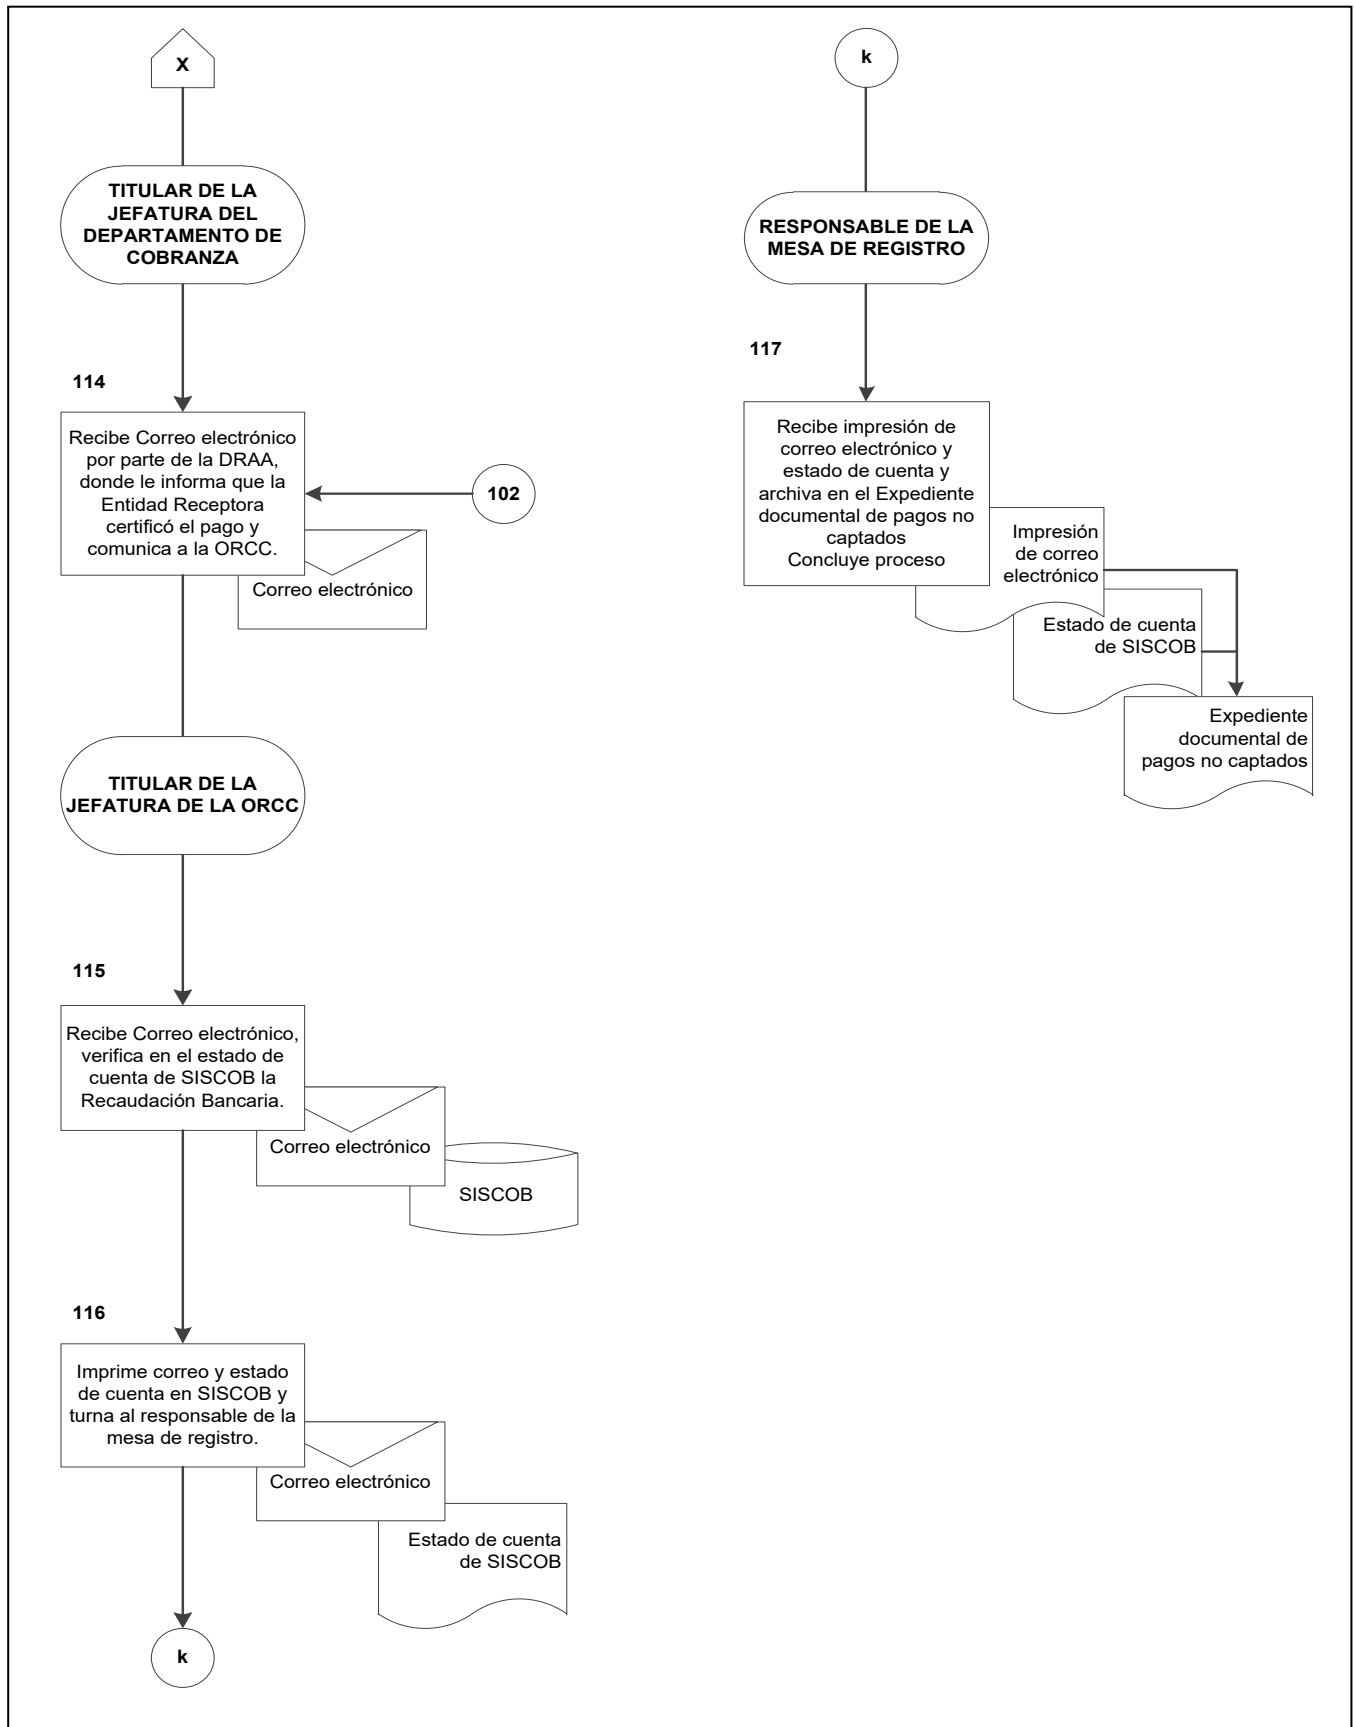 X
TITULAR DE LA
JEFATURA DEL
DEPARTAMENTO DE
COBRANZA
114
Recibe Correo electrónico
por parte de la DRAA,
donde le informa que la
Entidad Receptora
certificó el pago y
comunica a la ORCC.
102
Correo electrónico
TITULAR DE LA
JEFATURA DE LA ORCC
115
Recibe Correo electrónico,
verifica en el estado de
cuenta de SISCOB la
Recaudación Bancaria.
Correo electrónico
SISCOB
116
Imprime correo y estado
de cuenta en SISCOB y
turna al responsable de la
mesa de registro.
Correo electrónico
Estado de cuenta
de SISCOB
k
k
RESPONSABLE DE LA
MESA DE REGISTRO
117
Recibe impresión de
correo electrónico y
estado de cuenta y
archiva en el Expediente
documental de pagos no
captados
Concluye proceso
Impresión
de correo
electrónico
Estado de cuenta
de SISCOB
Expediente
documental de
pagos no captados